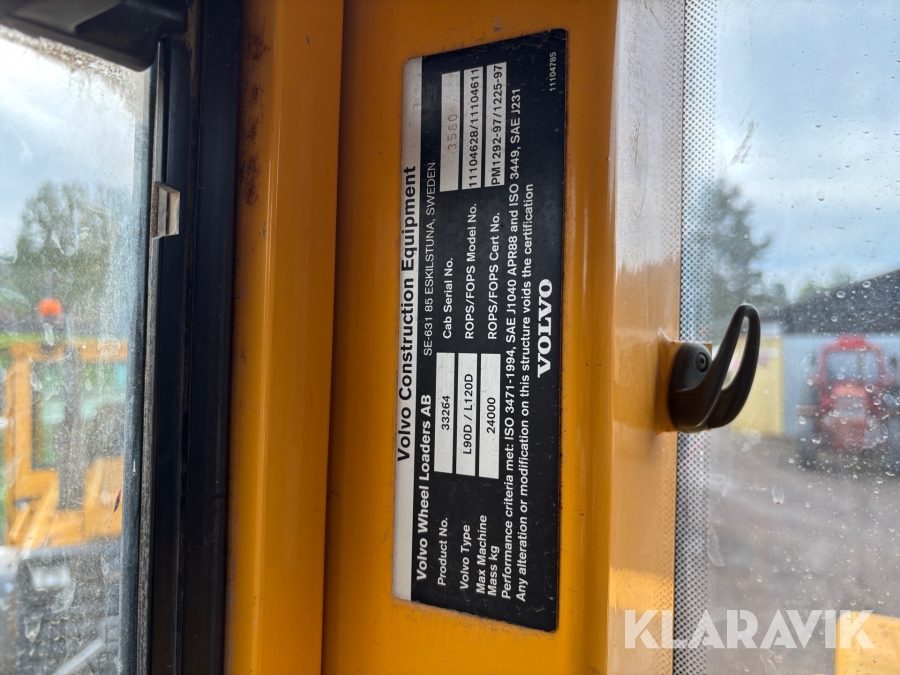 Volvo Construction Equipment
Volvo Wheel Loaders AB SE-631 85 ESKILSTUNA, SWEDEN
Product No. 33264 Cab Serial No. 3560
Volvo Type L90D / L120D ROPS/FOPS Model No. 11104628/11104611
Max Machine
Mass kg 24000 ROPS/FOPS Cert No. PM1292-97/1225-97
Performance criteria met: ISO 3471-1994, SAE J1040 APR88 and ISO 3449, SAE J231
Any alteration or modification on this structure voids the certification
VOLVO
11104785
KLARAVIK